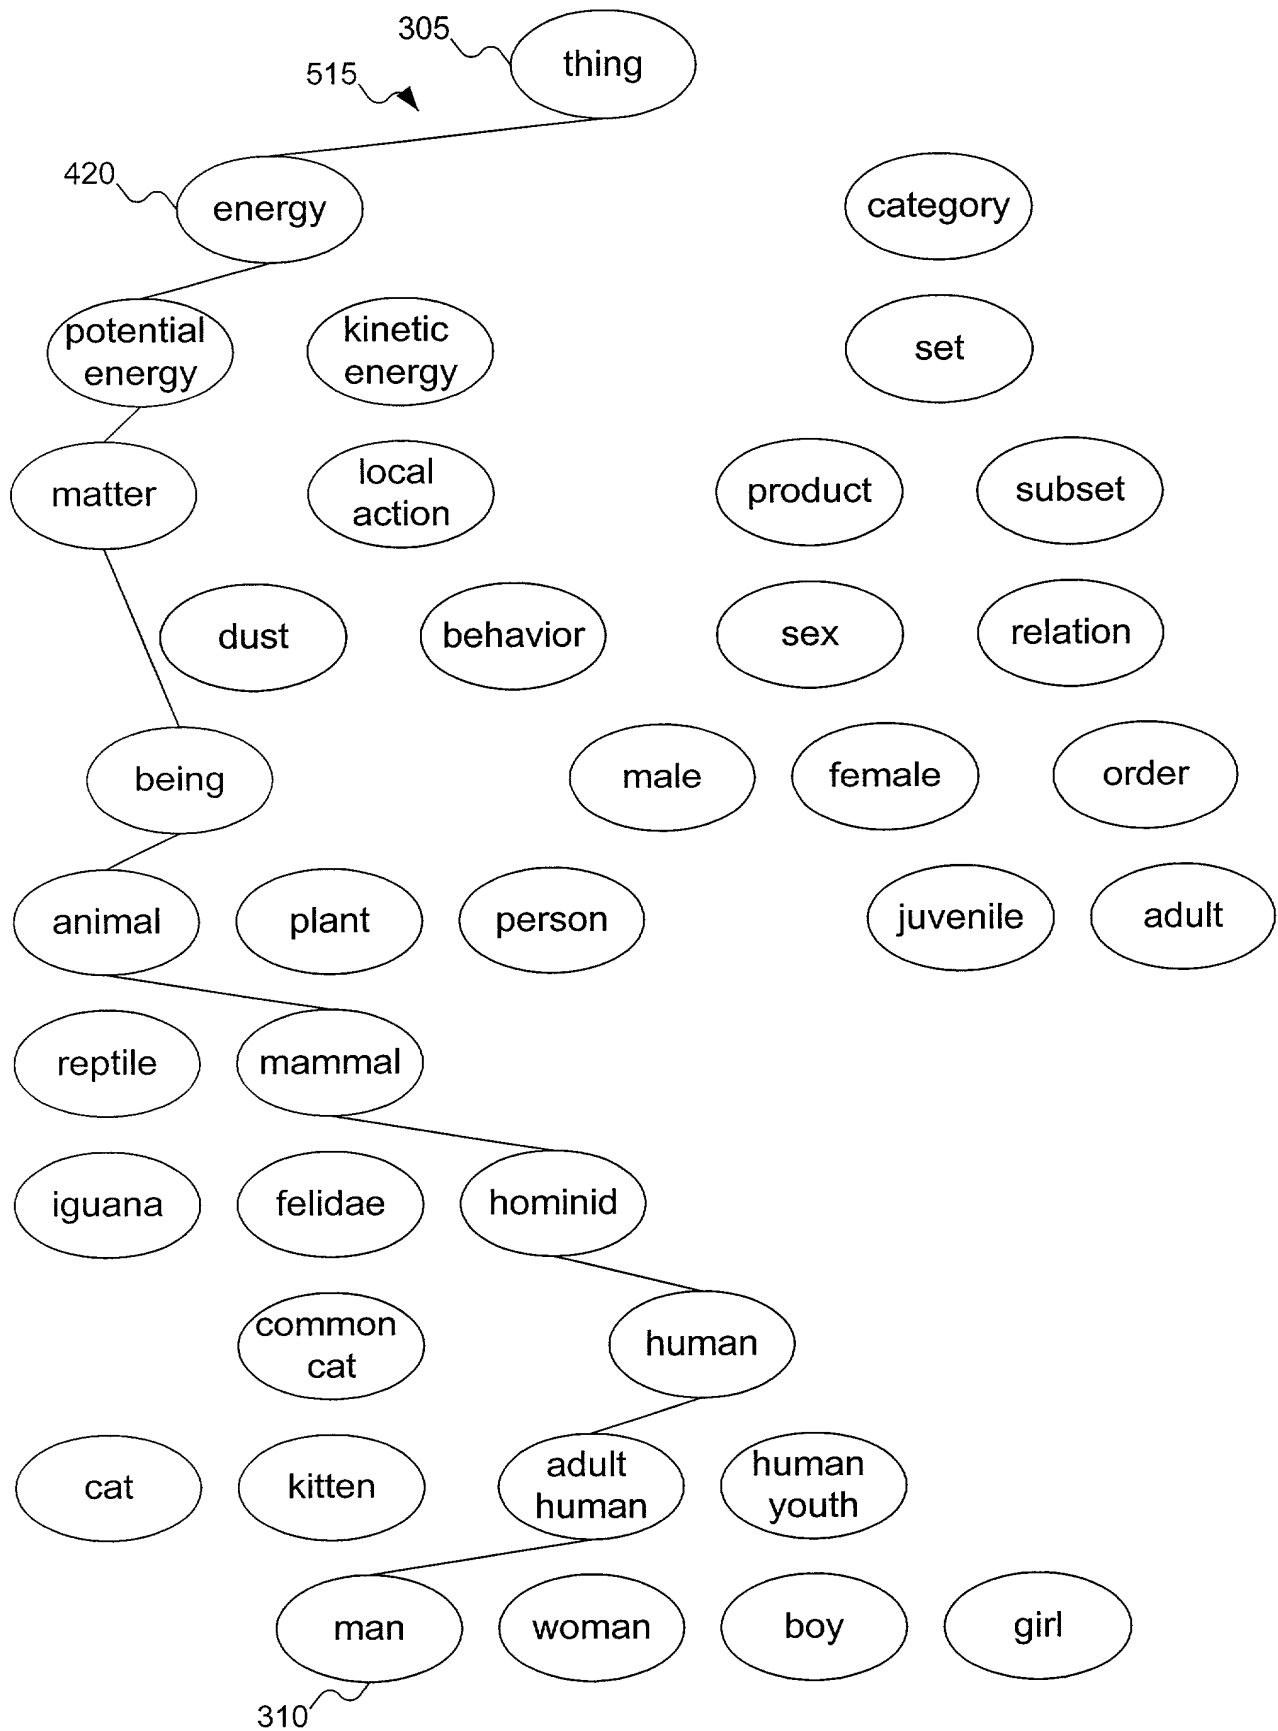 305
thing
515
420
energy
category
potential
energy
kinetic
energy
set
matter
local
action
product
subset
dust
behavior
sex
relation
being
male
female
order
animal
plant
person
juvenile
adult
reptile
mammal
iguana
felidae
hominid
common
cat
human
cat
kitten
adult
human
human
youth
man
woman
boy
girl
310